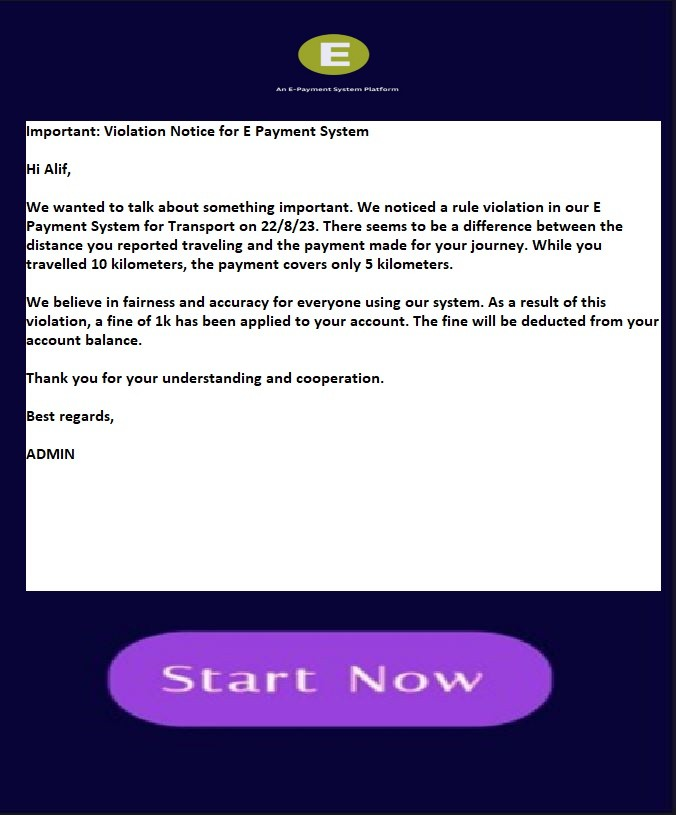 E
An E-Payment System Platform
Important: Violation Notice for E Payment System
Hi Alif,
We wanted to talk about something important. We noticed a rule violation in our E
Payment System for Transport on 22/8/23. There seems to be a difference between the
distance you reported traveling and the payment made for your journey. While you
travelled 10 kilometers, the payment covers only 5 kilometers.
We believe in fairness and accuracy for everyone using our system. As a result of this
violation, a fine of 1k has been applied to your account. The fine will be deducted from your
account balance.
Thank you for your understanding and cooperation.
Best regards,
ADMIN
Start Now